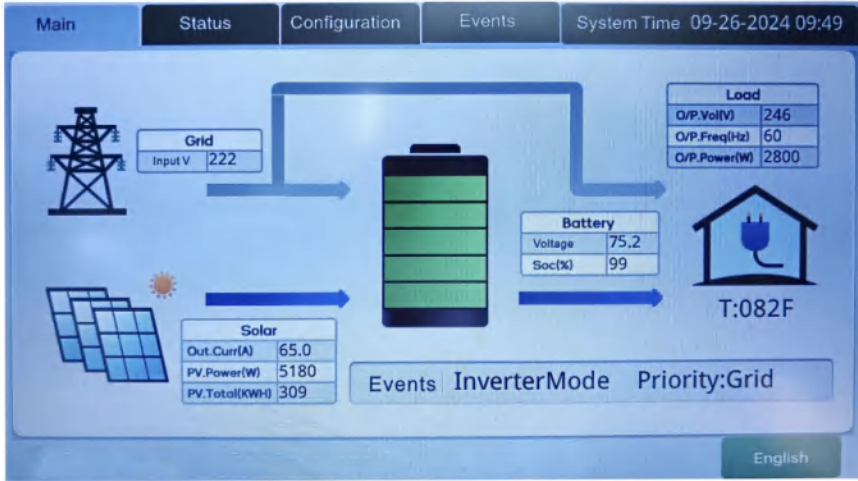 Main Status Configuration Events System Time 09-26-2024 09:49
Load
O/P.Vol(V) 246
O/P.Freq(Hz) 60
O/P.Power(W) 2800
Grid
Input V 222
Battery
Voltage 75.2
Soc(%) 99
T:082F
Solar
Out.Curr(A) 65.0
PV.Power(W) 5180
PV.Total(KWH) 309
Events InverterMode Priority:Grid
English